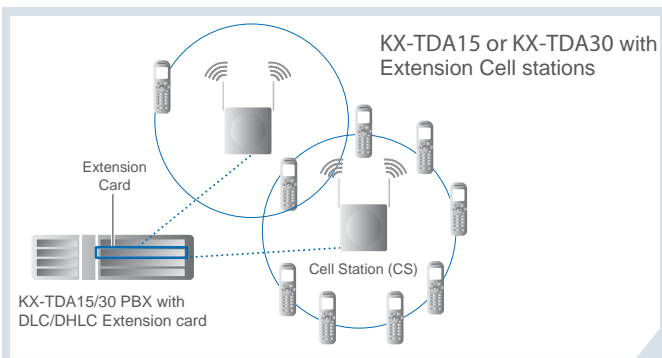 KX-TDA15 or KX-TDA30 with
Extension Cell stations
Extension
Card
Cell Station (CS)
KX-TDA15/30 PBX with
DLC/DHLC Extension card